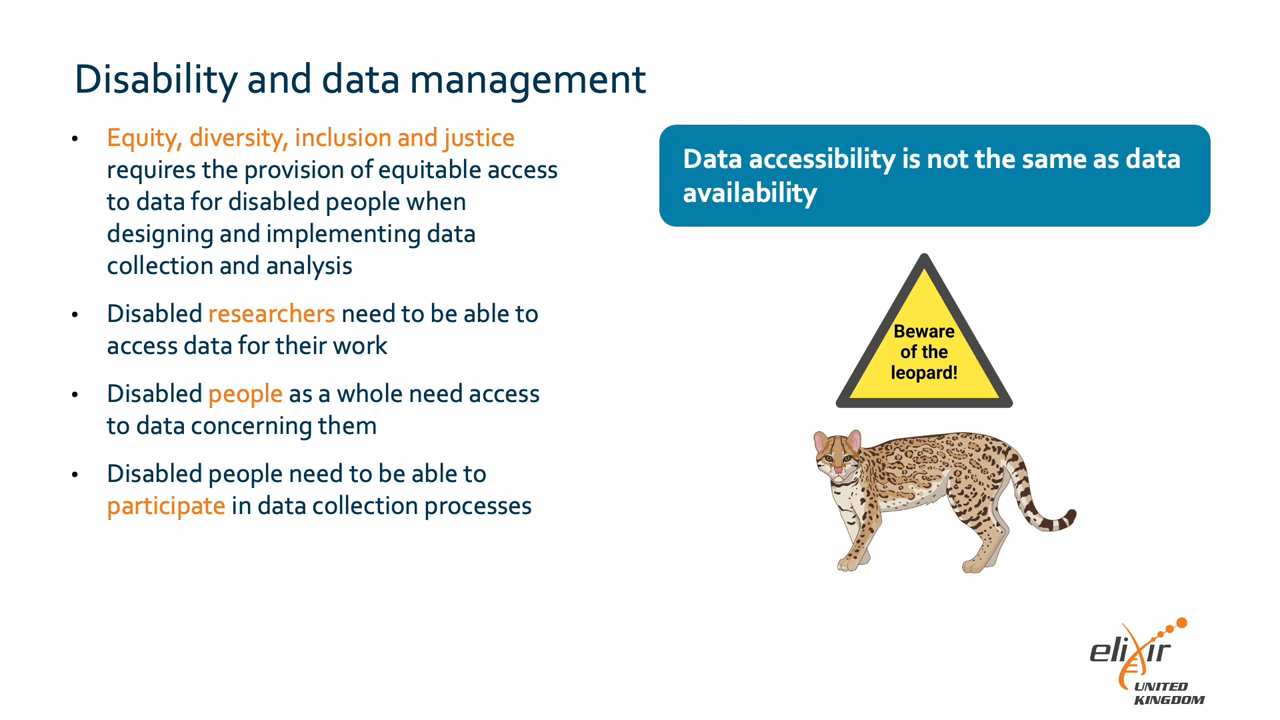 Disability and data management
• Equity, diversity, inclusion and justice
requires the provision of equitable access
to data for disabled people when
designing and implementing data
collection and analysis
• Disabled researchers need to be able to
access data for their work
• Disabled people as a whole need access
to data concerning them
• Disabled people need to be able to
participate in data collection processes
Data accessibility is not the same as data
availability
Beware
of the
leopard!
elixir
UNITED
KINGDOM